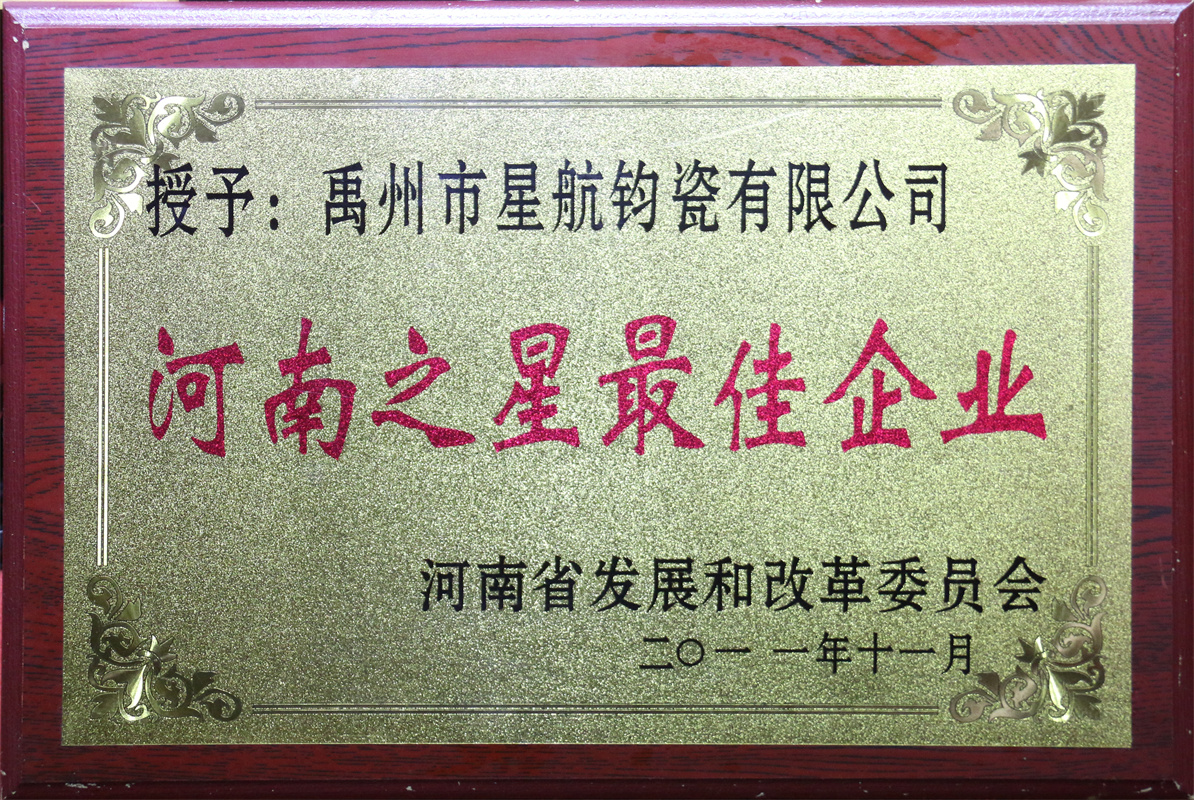 授予：禹州市星航钧瓷有限公司
河南之星最佳企业
河南省发展和改革委员会
二〇一一年十一月